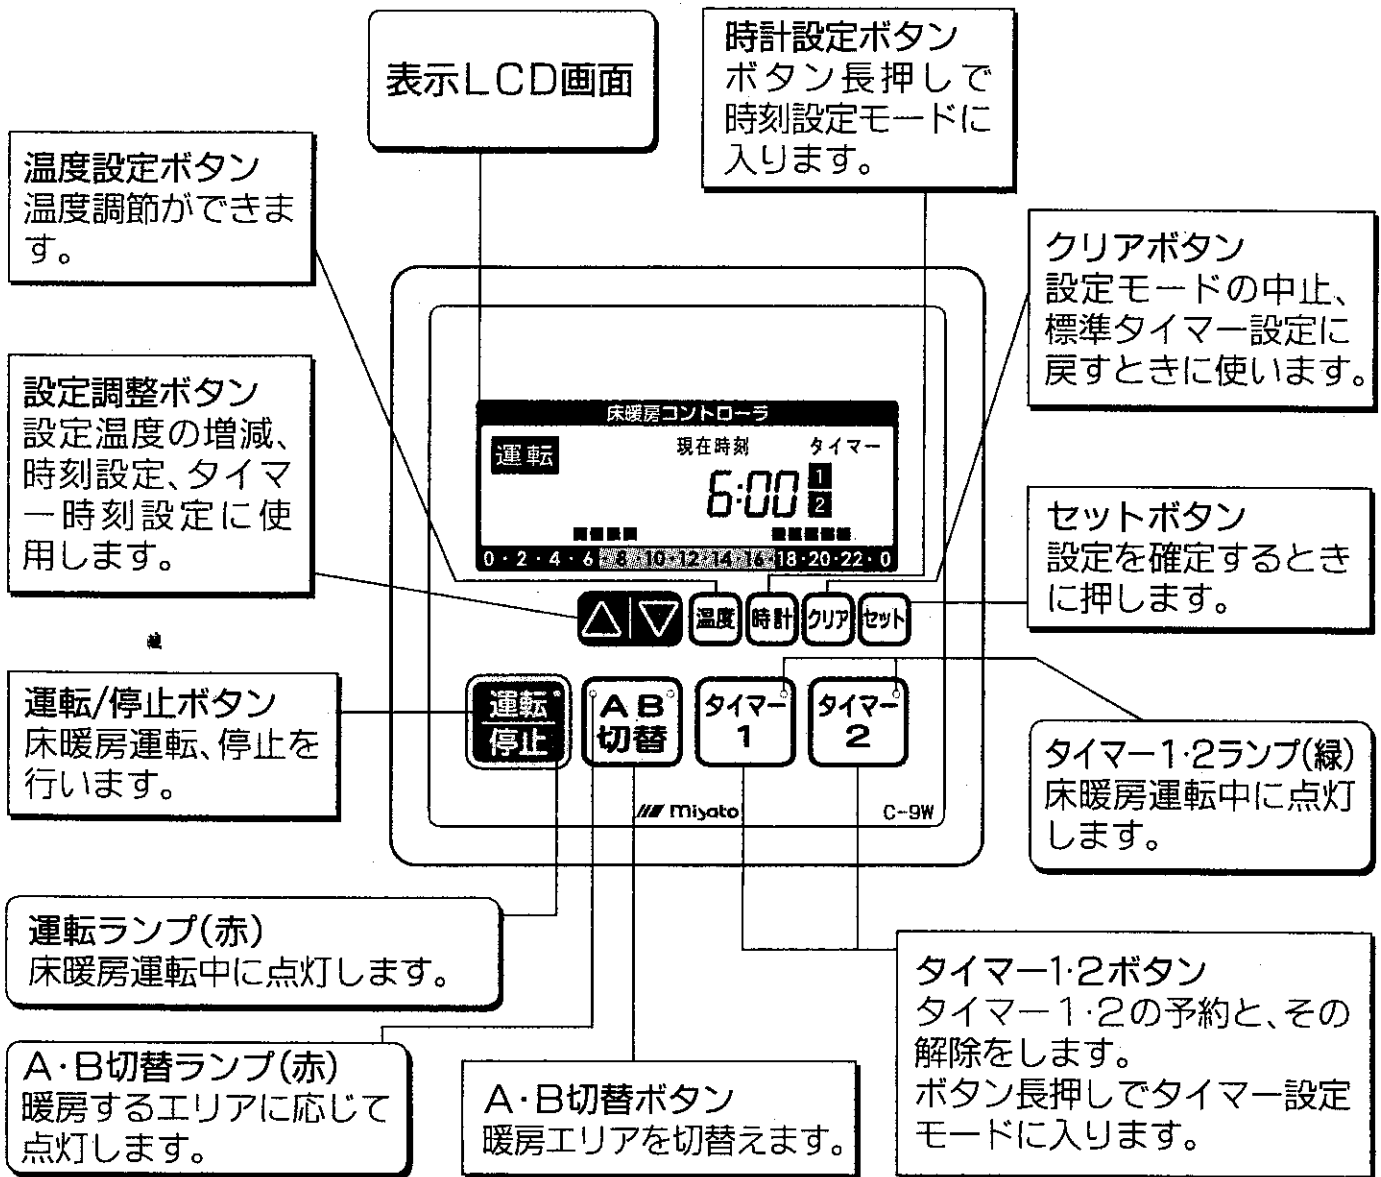 表示LCD画面
時計設定ボタン
ボタン長押しで
時刻設定モードに
入ります。
温度設定ボタン
温度調節ができま
す。
クリアボタン
設定モードの中止、
標準タイマー設定に
戻すときに使います。
設定調整ボタン
設定温度の増減、
時刻設定、タイマ
ー時刻設定に使
用します。
床暖房コントローラ
運転
現在時刻 タイマー
6:00
1
2
0・2・4・6・8・10・12・14・16・18・20・22・0
セットボタン
設定を確定するとき
に押します。
△ ▽ 温度 時計 クリア セット
運転/停止ボタン
床暖房運転、停止を
行います。
運転
停止
A B
切替
タイマー
1
タイマー
2
Miyato
C-9W
タイマー1・2ランプ(緑)
床暖房運転中に点灯
します。
運転ランプ(赤)
床暖房運転中に点灯します。
A・B切替ランプ(赤)
暖房するエリアに応じて
点灯します。
A・B切替ボタン
暖房エリアを切替えます。
タイマー1・2ボタン
タイマー1・2の予約と、その
解除をします。
ボタン長押しでタイマー設定
モードに入ります。